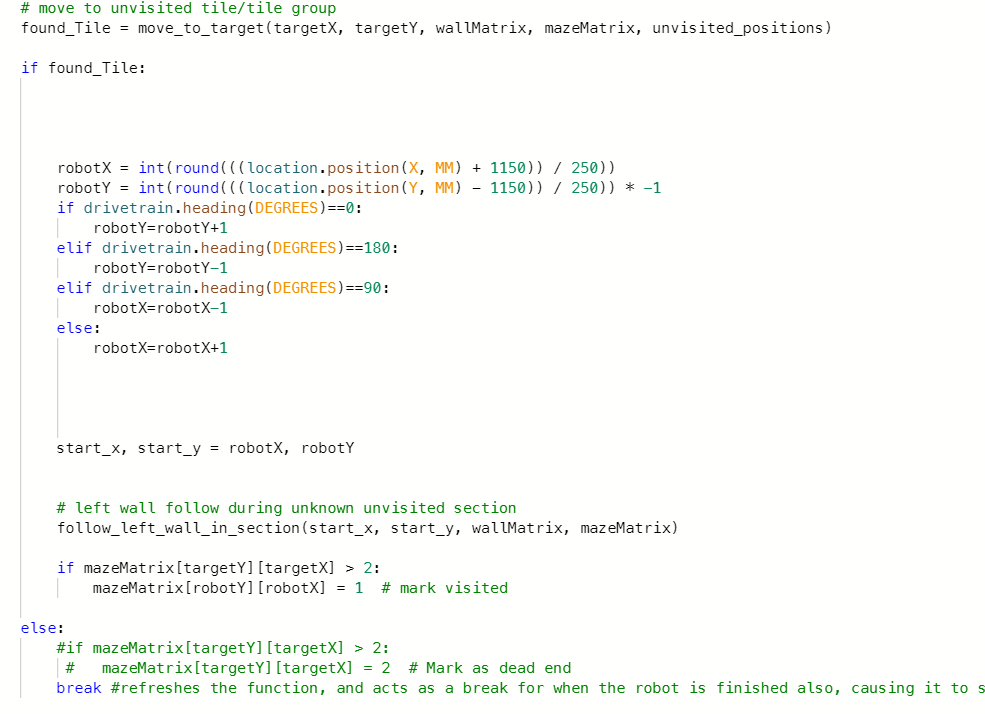 # move to unvisited tile/tile group
found_Tile = move_to_target(targetX, targetY, wallMatrix, mazeMatrix, unvisited_positions)
if found_Tile:
robotX = int(round(((location.position(X, MM) + 1150)) / 250))
robotY = int(round(((location.position(Y, MM) - 1150)) / 250)) * -1
if drivetrain.heading(DEGREES)==0:
robotY=robotY+1
elif drivetrain.heading(DEGREES)==180:
robotY=robotY-1
elif drivetrain.heading(DEGREES)==90:
robotX=robotX-1
else:
robotX=robotX+1
start_x, start_y = robotX, robotY
# left wall follow during unknown unvisited section
follow_left_wall_in_section(start_x, start_y, wallMatrix, mazeMatrix)
if mazeMatrix[targetY][targetX] > 2:
mazeMatrix[robotY][robotX] = 1  # mark visited
else:
#if mazeMatrix[targetY][targetX] > 2:
#   mazeMatrix[targetY][targetX] = 2  # Mark as dead end
break #refreshes the function, and acts as a break for when the robot is finished also, causing it to s